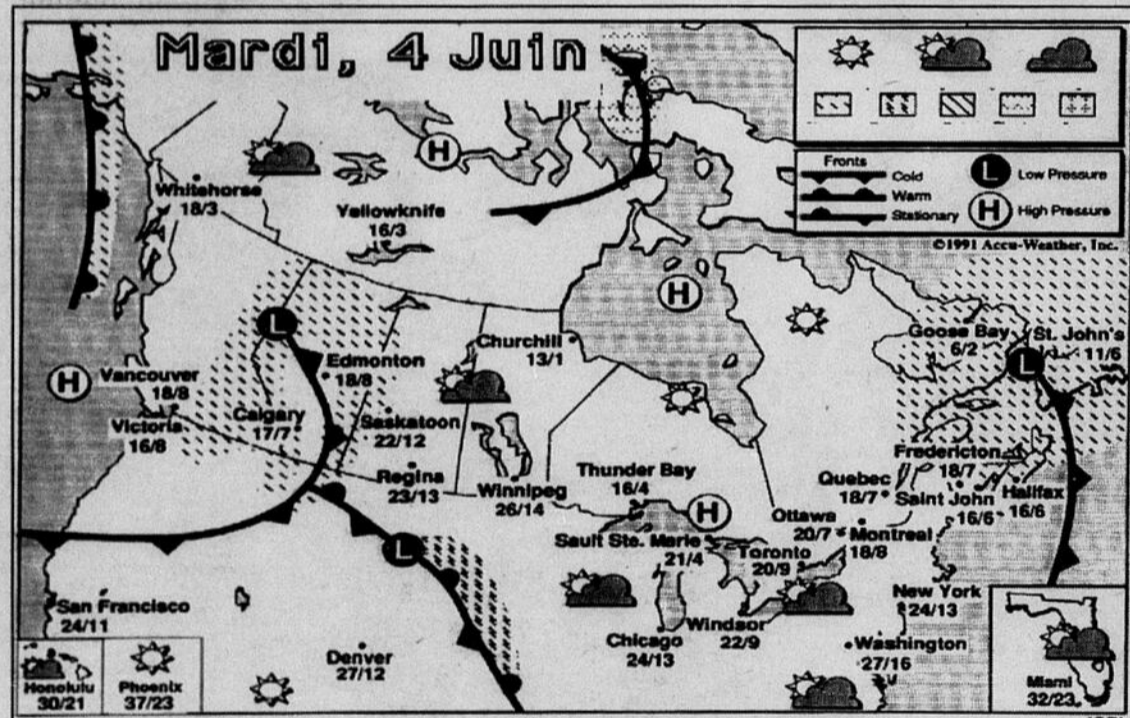 Mardi, 4 Juin
Fronts
Cold
Warm
Stationary
L Low Pressure
H High Pressure
©1991 Accu-Weather, Inc.
H
Whitehorse
18/3
Yellowknife
16/3
H
L
Churchill
13/1
Goose Bay
6/2
St. John's
11/6
L
H
Vancouver
18/8
Edmonton
18/8
Victoria
16/8
Calgary
17/7
Saskatoon
22/12
Regina
23/13
Winnipeg
26/14
Thunder Bay
16/4
H
Fredericton
18/7
Quebec
18/7
Saint John
16/6
Halifax
16/6
Ottawa
20/7
Montreal
18/8
Sault Ste. Marie
21/4
Toronto
20/9
L
San Francisco
24/11
Chicago
24/13
Windsor
22/9
New York
24/13
Washington
27/16
Denver
27/12
Honolulu
30/21
Phoenix
37/23
Miami
32/23